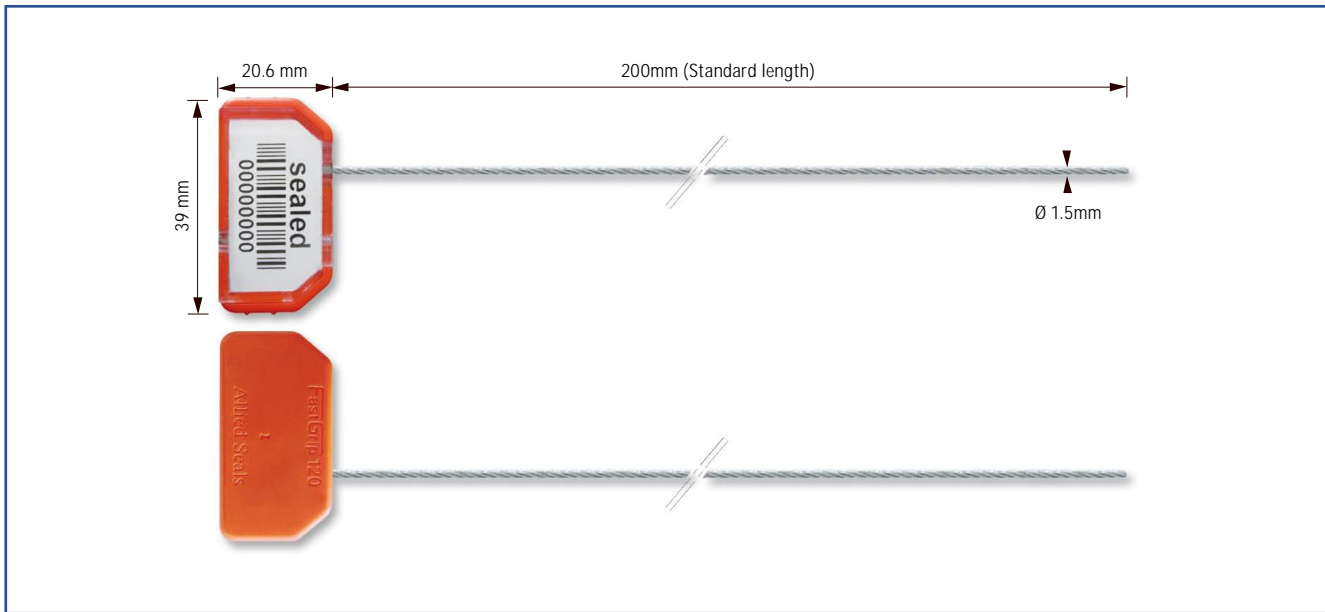 20.6 mm
200mm (Standard length)
39 mm
sealed
00000000
Ø 1.5mm
FastGrip 120
Allied Seals